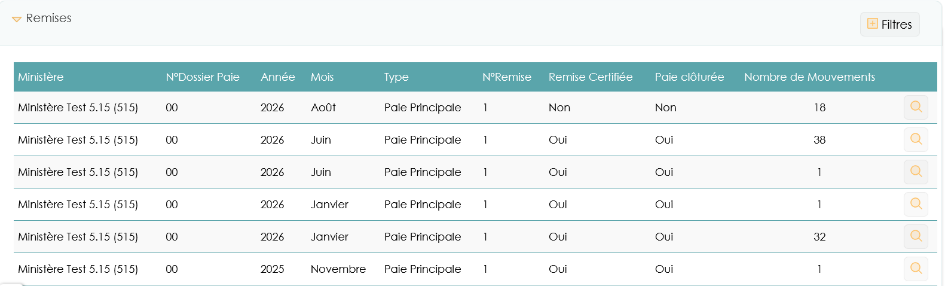 Remises
Filtres
Ministère N°Dossier Paie Année Mois Type N°Remise Remise Certifiée Paie clôturée Nombre de Mouvements
Ministère Test 5.15 (515) 00 2026 Août Paie Principale 1 Non Non 18
Ministère Test 5.15 (515) 00 2026 Juin Paie Principale 1 Oui Oui 38
Ministère Test 5.15 (515) 00 2026 Juin Paie Principale 1 Oui Oui 1
Ministère Test 5.15 (515) 00 2026 Janvier Paie Principale 1 Oui Oui 1
Ministère Test 5.15 (515) 00 2026 Janvier Paie Principale 1 Oui Oui 32
Ministère Test 5.15 (515) 00 2025 Novembre Paie Principale 1 Oui Oui 1